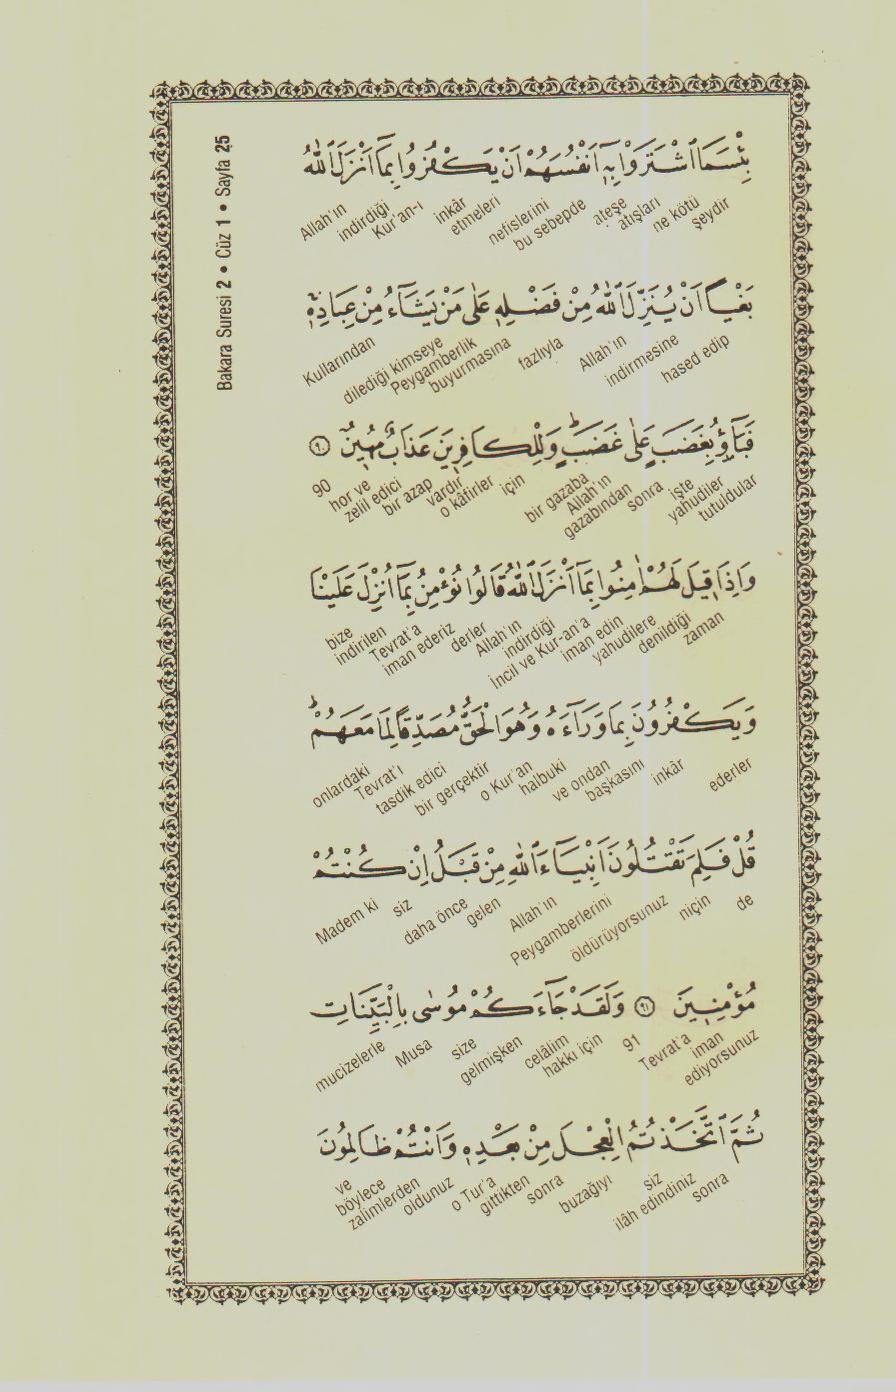 Bakara Suresi 2 • Cüz 1 • Sayfa 25
بِئْسَمَا ٱشْتَرَوْا بِهِٓ اَنْفُسَهُمْ اَنْ يَكْفُرُوا بِمَٓا اَنْزَلَ ٱللّٰهُ
ne kötü şeydir ateşe atışları bu sebepde nefislerini inkâr etmeleri indirdiği Kur'an-ı Allah'ın
بَغْيًا اَنْ يُنَزِّلَ ٱللّٰهُ مِنْ فَضْلِهٖ عَلٰى مَنْ يَشَٓاءُ مِنْ عِبَادِهٖۚ
hased edip indirmesine Allah'ın fazlıyla dilediği kimseye Peygamberlik buyurmasına Kullarından
فَبَٓاؤُ بِغَضَبٍ عَلٰى غَضَبٍۜ وَلِلْكَافِرٖينَ عَذَابٌ مُهٖينٌ ٩٠
işte yahudiler tutuldular sonra bir gazaba Allah'ın gazabından için o kâfirler vardır bir azap hor ve zelil edici 90
وَاِذَا قٖيلَ لَهُمْ اٰمِنُوا بِمَٓا اَنْزَلَ ٱللّٰهُ قَالُوا نُؤْمِنُ بِمَٓا اُنْزِلَ عَلَيْنَا
zaman denildiği yahudilere iman edin İncil ve Kur-an'a indirdiği Allah'ın derler iman ederiz Tevrat'a indirilen bize
وَيَكْفُرُونَ بِمَا وَرَٓاءَهُ وَهُوَ الْحَقُّ مُصَدِّقًا لِمَا مَعَهُمْۜ
ederler inkâr ve ondan başkasını halbuki o Kur'an bir gerçektir tasdik edici Tevrat'ı onlardaki
قُلْ فَلِمَ تَقْتُلُونَ اَنْبِيَٓاءَ ٱللّٰهِ مِنْ قَبْلُ اِنْ كُنْتُمْ
de niçin öldürüyorsunuz Peygamberlerini Allah'ın gelen daha önce siz Madem ki
مُؤْمِنٖينَ ٩١ وَلَقَدْ جَٓاءَكُمْ مُوسٰى بِالْبَيِّنَاتِ
Tevrat'a iman ediyorsunuz 91 celâlim hakkı için size gelmişken Musa mucizelerle
ثُمَّ ٱتَّخَذْتُمُ الْعِجْلَ مِنْ بَعْدِهٖ وَاَنْتُمْ ظَالِمُونَ
sonra siz ilâh edindiniz buzağıyı sonra o Tur'a gittikten ve böylece zalimlerden oldunuz